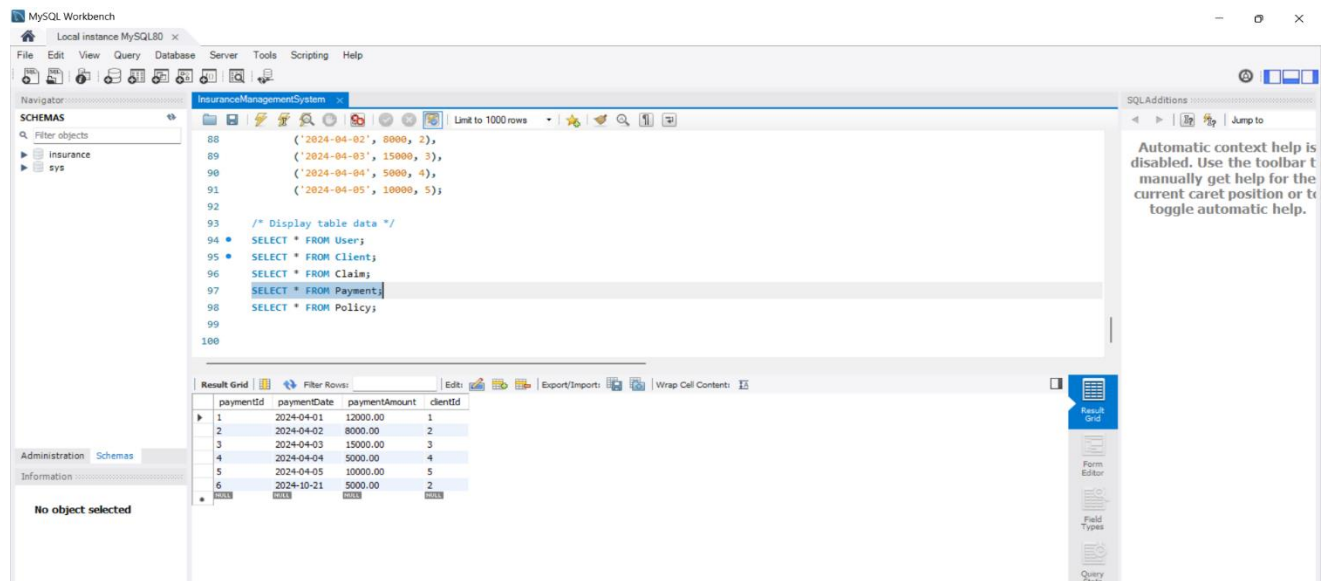 MySQL Workbench
Local instance MySQL80 ×
File Edit View Query Database Server Tools Scripting Help
Navigator
SCHEMAS
Filter objects
insurance
sys
Administration Schemas
Information
No object selected
InsuranceManagementSystem ×
Limit to 1000 rows
88 ('2024-04-02', 8000, 2),
89 ('2024-04-03', 15000, 3),
90 ('2024-04-04', 5000, 4),
91 ('2024-04-05', 10000, 5);
92
93 /* Display table data */
94 SELECT * FROM User;
95 SELECT * FROM Client;
96 SELECT * FROM Claim;
97 SELECT * FROM Payment;
98 SELECT * FROM Policy;
99
100
Result Grid Filter Rows: Edit: Export/Import: Wrap Cell Content:
paymentId paymentDate paymentAmount clientId
1 2024-04-01 12000.00 1
2 2024-04-02 8000.00 2
3 2024-04-03 15000.00 3
4 2024-04-04 5000.00 4
5 2024-04-05 10000.00 5
6 2024-10-21 5000.00 2
NULL NULL NULL NULL
Result
Grid
Form
Editor
Field
Types
Query
SQLAdditions
Jump to
Automatic context help is
disabled. Use the toolbar t
manually get help for the
current caret position or to
toggle automatic help.